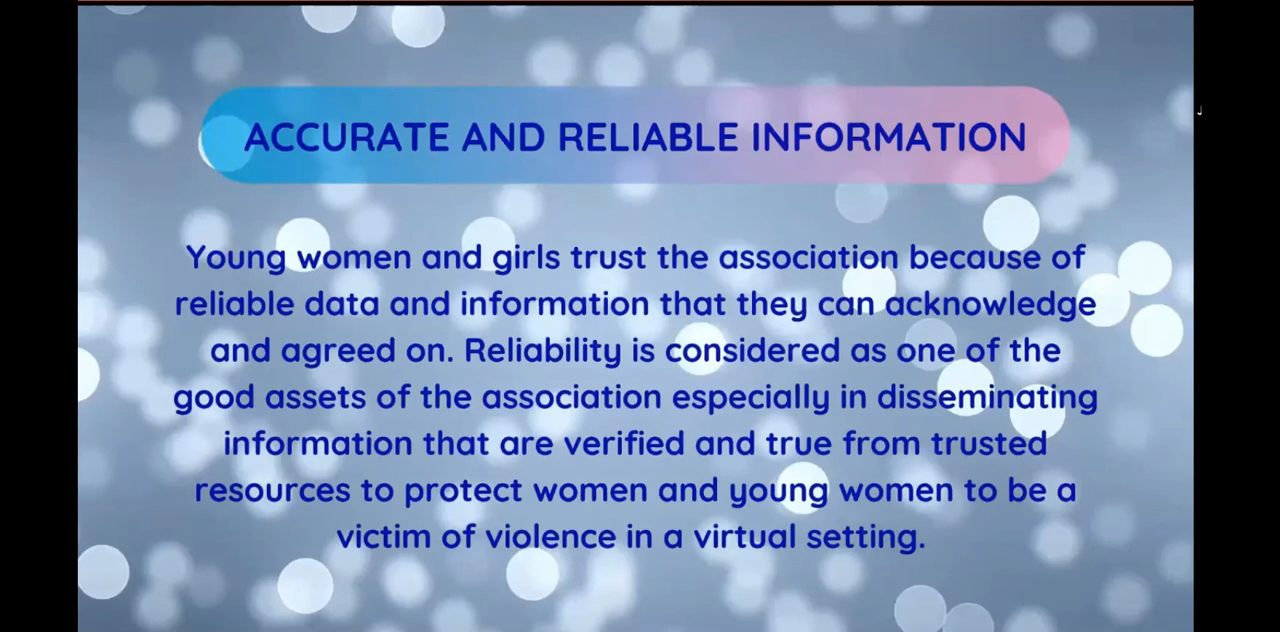 ACCURATE AND RELIABLE INFORMATION
Young women and girls trust the association because of
reliable data and information that they can acknowledge
and agreed on. Reliability is considered as one of the
good assets of the association especially in disseminating
information that are verified and true from trusted
resources to protect women and young women to be a
victim of violence in a virtual setting.